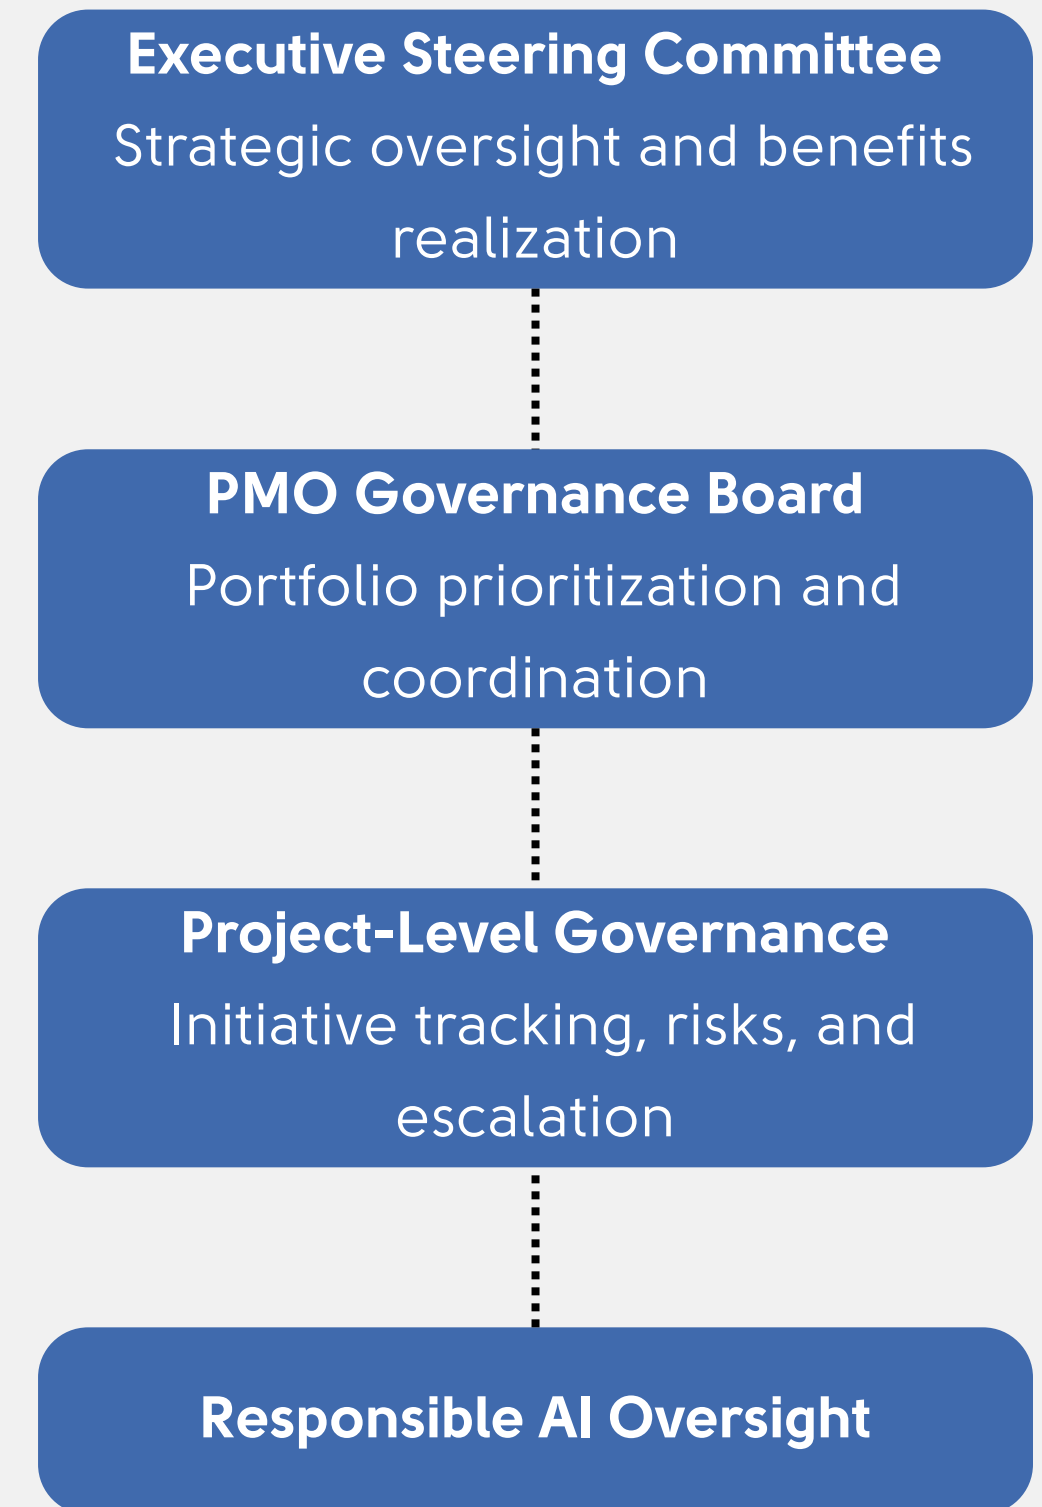 Executive Steering Committee
Strategic oversight and benefits
realization
PMO Governance Board
Portfolio prioritization and
coordination
Project-Level Governance
Initiative tracking, risks, and
escalation
Responsible AI Oversight